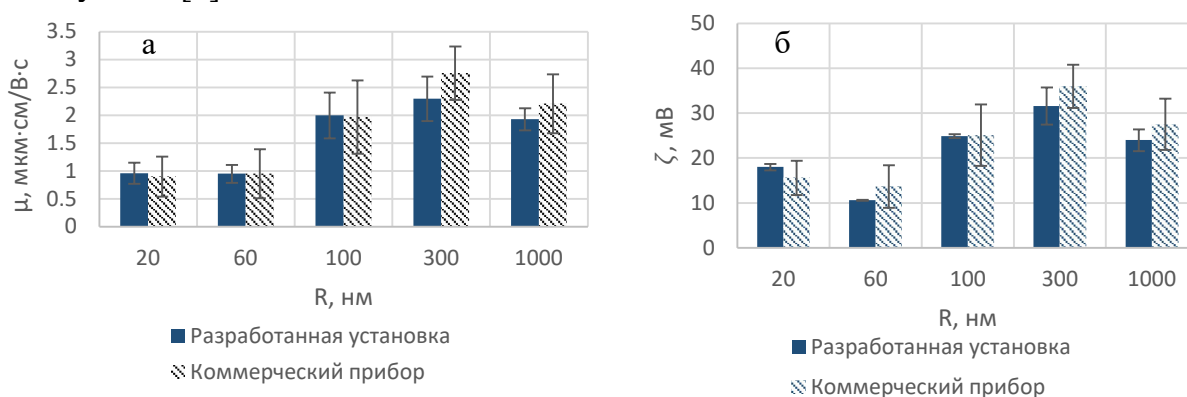 а
μ, мкм·см/В·с
3.5
3
2.5
2
1.5
1
0.5
0
20 60 100 300 1000
R, нм
Разработанная установка
Коммерческий прибор
б
ζ, мВ
50
40
30
20
10
0
20 60 100 300 1000
R, нм
Разработанная установка
Коммерческий прибор